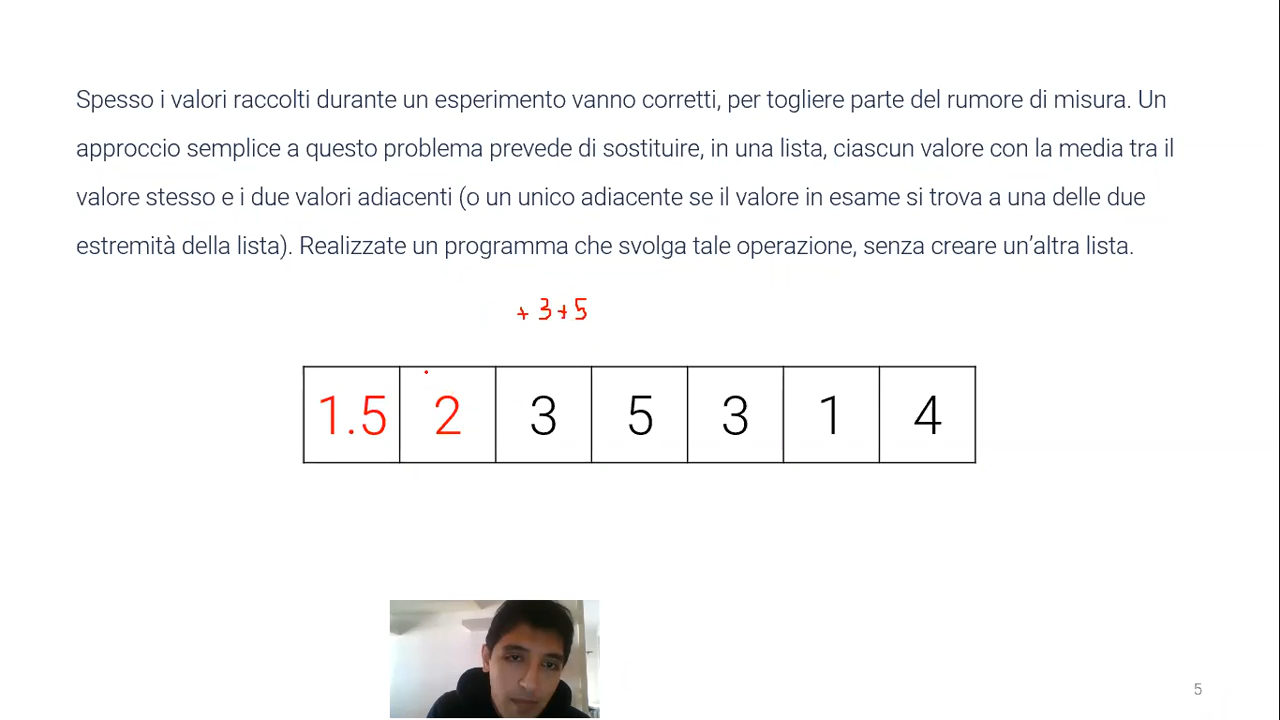 Spesso i valori raccolti durante un esperimento vanno corretti, per togliere parte del rumore di misura. Un
approccio semplice a questo problema prevede di sostituire, in una lista, ciascun valore con la media tra il
valore stesso e i due valori adiacenti (o un unico adiacente se il valore in esame si trova a una delle due
estremità della lista). Realizzate un programma che svolga tale operazione, senza creare un’altra lista.
+ 3+5
1.5 2 3 5 3 1 4
5